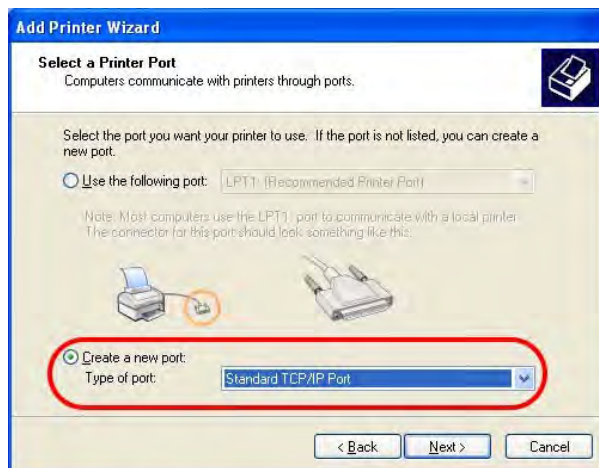 Add Printer Wizard
Select a Printer Port
Computers communicate with printers through ports.
Select the port you want your printer to use. If the port is not listed, you can create a
new port.
Use the following port: LPT1: (Recommended Printer Port)
Note: Most computers use the LPT1: port to communicate with a local printer.
The connector for this port should look something like this:
Create a new port:
Type of port: Standard TCP/IP Port
< Back Next > Cancel